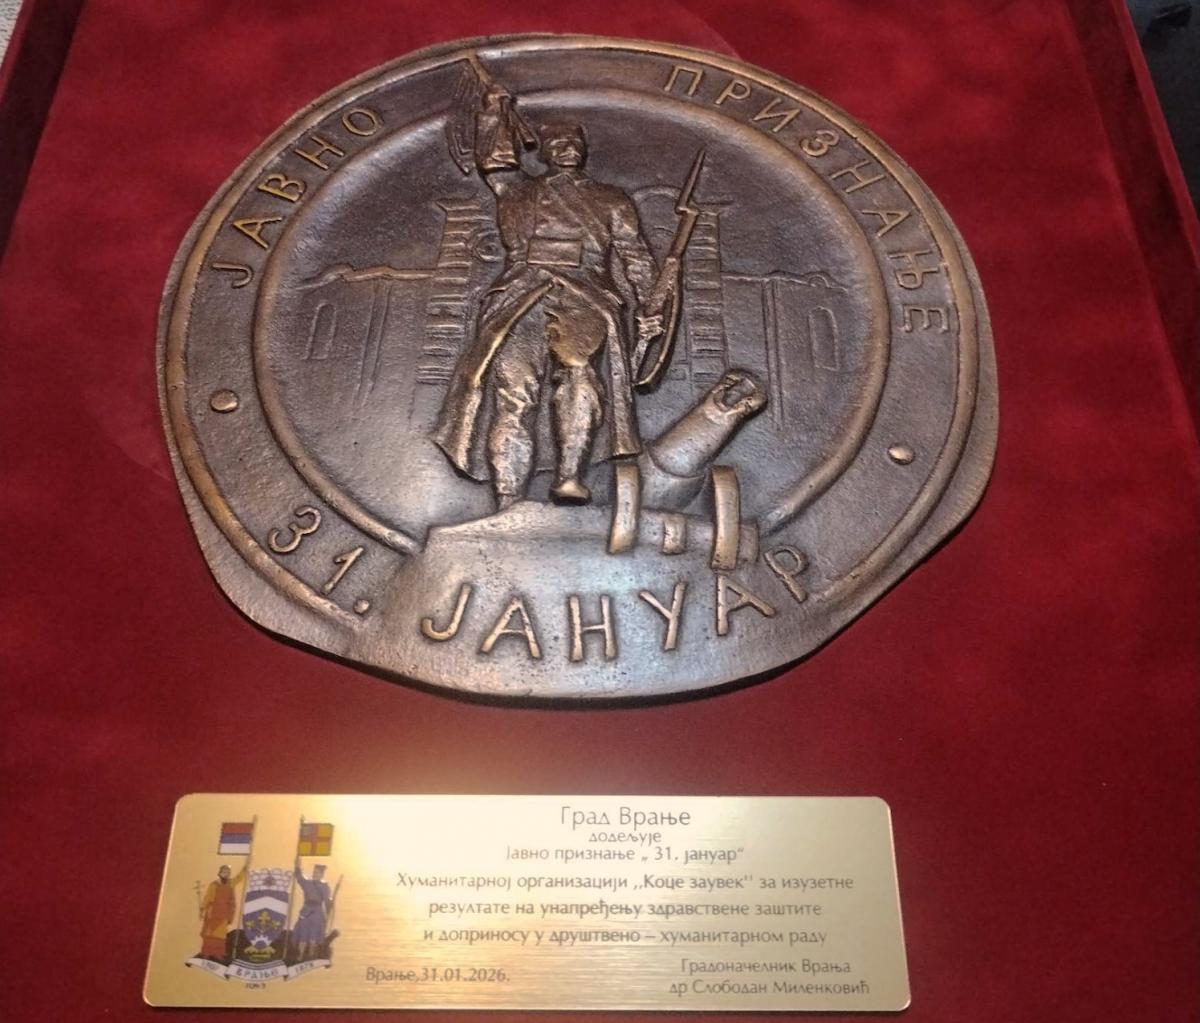 ЈАВНО ПРИЗНАЊЕ
31. ЈАНУАР
Град Врање
додељује
Јавно признање „ 31. јануар“
Хуманитарној организацији ,,Коце заувек'' за изузетне
резултате на унапређењу здравствене заштите
и доприносу у друштвено – хуманитарном раду
Врање,31.01.2026.
Градоначелник Врања
др Слободан Миленковић
ВРАЊЕ